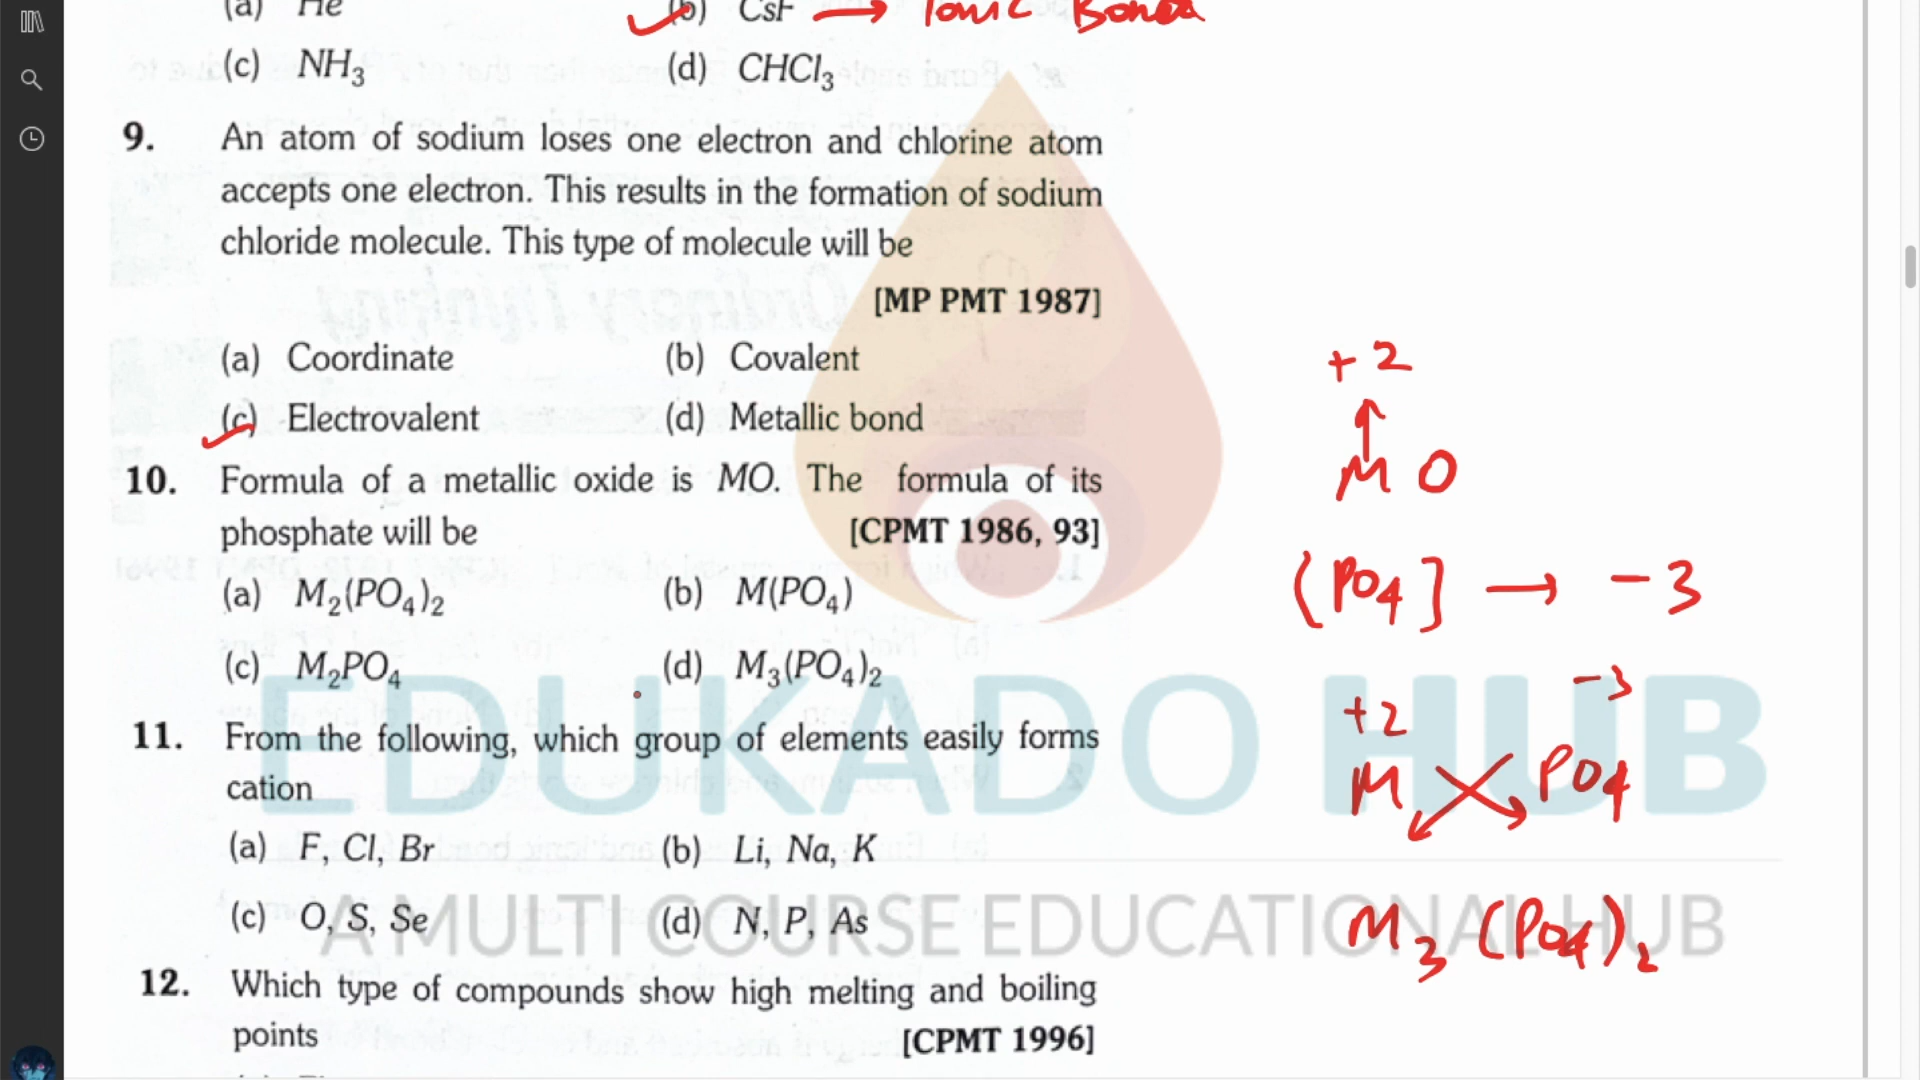 (a) He
(b) CsF → Ionic Bond
(c) NH₃
(d) CHCl₃
9. An atom of sodium loses one electron and chlorine atom
accepts one electron. This results in the formation of sodium
chloride molecule. This type of molecule will be
[MP PMT 1987]
(a) Coordinate
(b) Covalent
(c) Electrovalent
(d) Metallic bond
10. Formula of a metallic oxide is MO. The formula of its
phosphate will be [CPMT 1986, 93]
(a) M₂(PO₄)₂
(b) M(PO₄)
(c) M₂PO₄
(d) M₃(PO₄)₂
11. From the following, which group of elements easily forms
cation
(a) F, Cl, Br
(b) Li, Na, K
(c) O, S, Se
(d) N, P, As
12. Which type of compounds show high melting and boiling
points [CPMT 1996]
+2
↑
M O
(PO4] → -3
+2 -3
M PO4
M3 (PO4)2
EDUKADO HUB
A MULTI COURSE EDUCATIONAL HUB